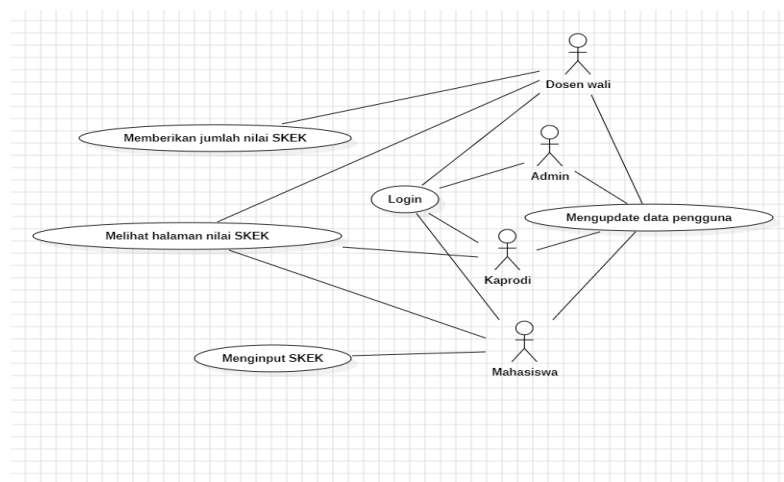 Dosen wali
Memberikan jumlah nilai SKEK
Admin
Login
Mengupdate data pengguna
Melihat halaman nilai SKEK
Kaprodi
Menginput SKEK
Mahasiswa